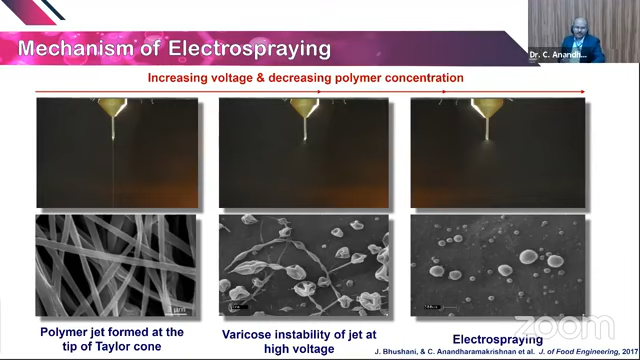 Mechanism of Electrospraying
Dr. C. Anandh...
Increasing voltage & decreasing polymer concentration
Polymer jet formed at the
tip of Taylor cone
Varicose instability of jet at
high voltage
Electrospraying
J. Bhushani, & C. Anandharamakrishnan et al. J. of Food Engineering, 2017
zoom